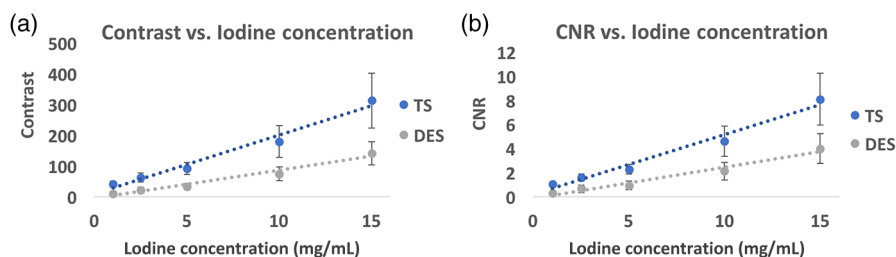 (a)
Contrast vs. Iodine concentration
500
400
300
200
100
0
Contrast
0 5 10 15
Iodine concentration (mg/mL)
TS
DES
(b)
CNR vs. Iodine concentration
12
10
8
6
4
2
0
CNR
0 5 10 15
Iodine concentration (mg/mL)
TS
DES